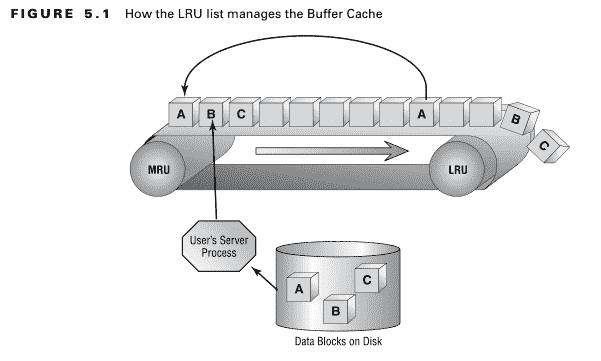 FIGURE 5.1 How the LRU list manages the Buffer Cache
A B C A B C
MRU LRU
User's Server
Process
A C
B
Data Blocks on Disk